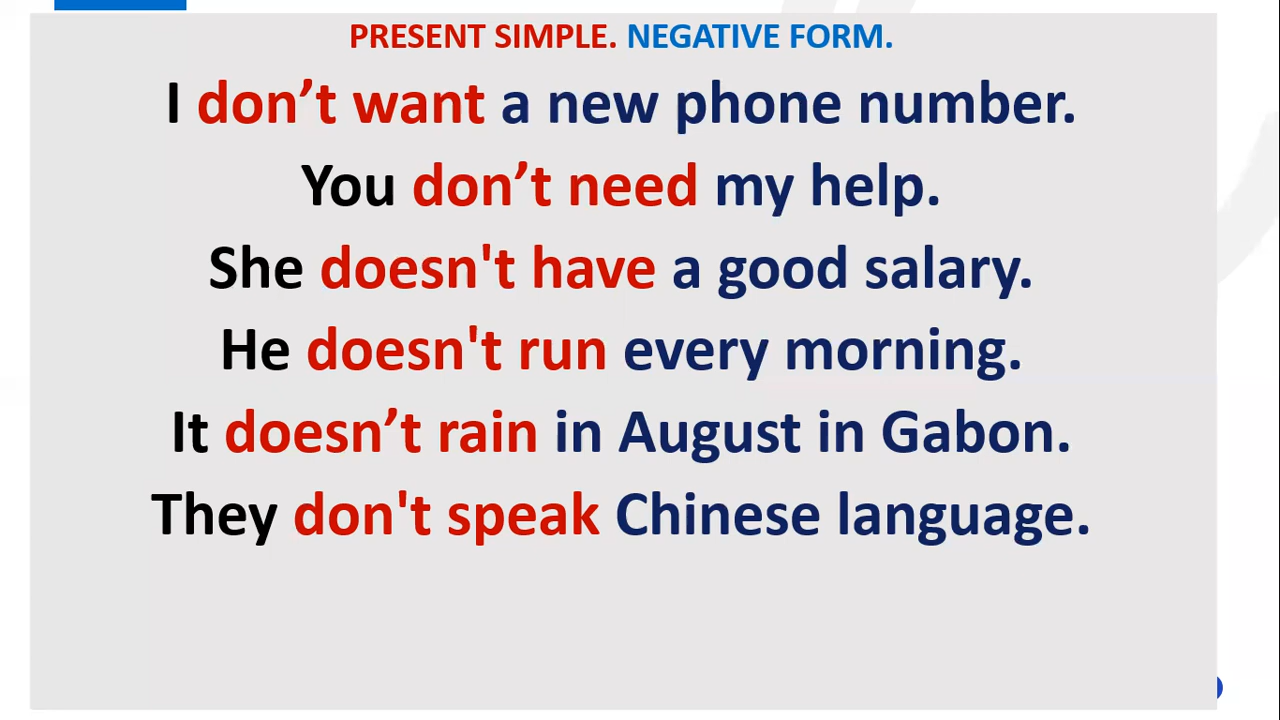 PRESENT SIMPLE. NEGATIVE FORM.
I don’t want a new phone number.
You don’t need my help.
She doesn't have a good salary.
He doesn't run every morning.
It doesn’t rain in August in Gabon.
They don't speak Chinese language.